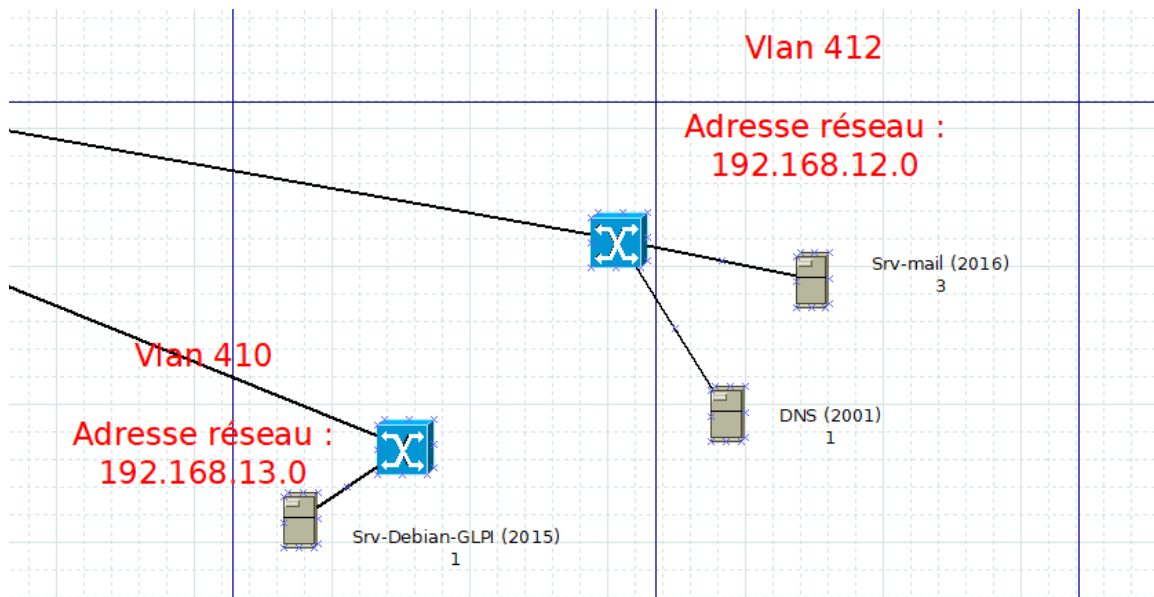 Vlan 412
Adresse réseau :
192.168.12.0
Srv-mail (2016)
3
Vlan 410
DNS (2001)
1
Adresse réseau :
192.168.13.0
Srv-Debian-GLPI (2015)
1